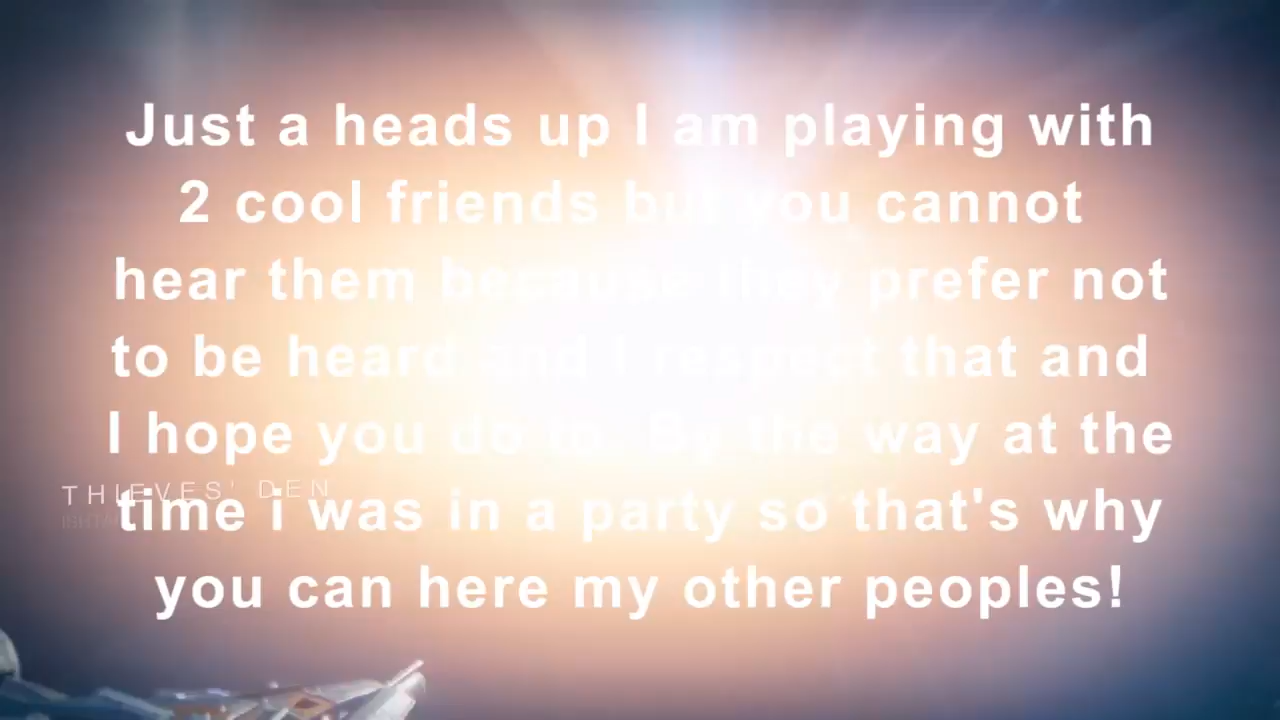 Just a heads up I am playing with
2 cool friends but you cannot
hear them because they prefer not
to be heard and I respect that and
I hope you do to. By the way at the
THIEVES' DEN
time i was in a party so that's why
you can here my other peoples!